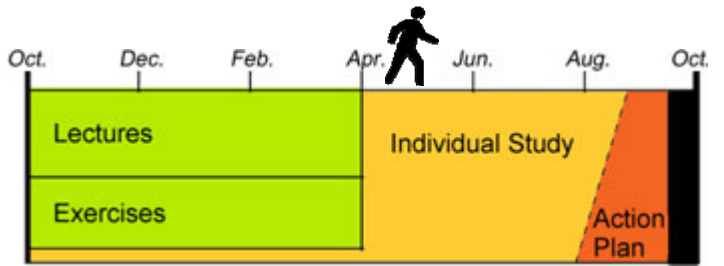 Oct. Dec. Feb. Apr. Jun. Aug. Oct.
Lectures
Individual Study
Exercises
Action
Plan